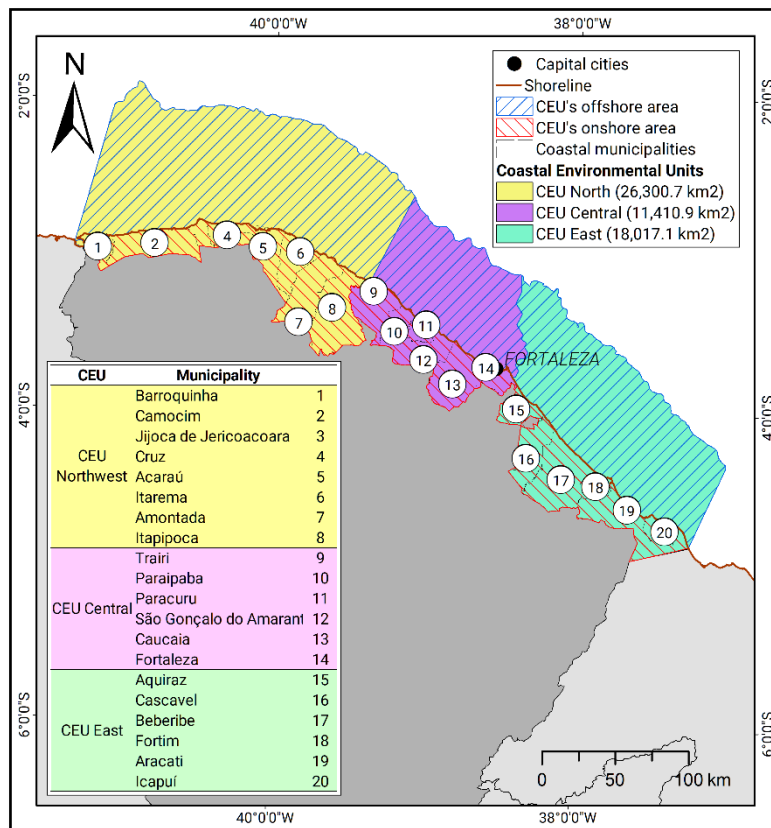 40°0'0"W 38°0'0"W
N
2°0'0"S
2°0'0"S
Capital cities
Shoreline
CEU's offshore area
CEU's onshore area
Coastal municipalities
Coastal Environmental Units
CEU North (26,300.7 km2)
CEU Central (11,410.9 km2)
CEU East (18,017.1 km2)
1
2
4
5
6
7
8
9
10
11
12
13
14
FORTALEZA
15
16
17
18
19
20
4°0'0"S
4°0'0"S
CEU Municipality
CEU Northwest
Barroquinha 1
Camocim 2
Jijoca de Jericoacoara 3
Cruz 4
Acaraú 5
Itarema 6
Amontada 7
Itapipoca 8
CEU Central
Trairi 9
Paraipaba 10
Paracuru 11
São Gonçalo do Amarant 12
Caucaia 13
Fortaleza 14
CEU East
Aquiraz 15
Cascavel 16
Beberibe 17
Fortim 18
Aracati 19
Icapuí 20
6°0'0"S
6°0'0"S
0 50 100 km
40°0'0"W 38°0'0"W